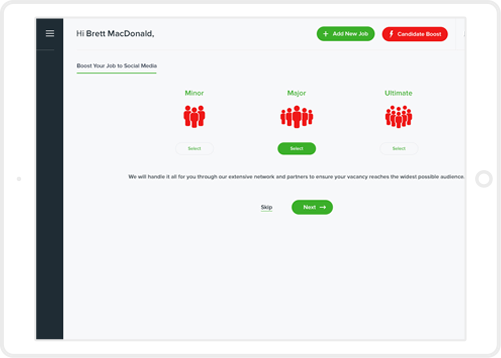 Hi Brett MacDonald,
+ Add New Job
Candidate Boost
Boost Your Job to Social Media
Minor
Major
Ultimate
Select
Select
Select
We will handle it all for you through our extensive network and partners to ensure your vacancy reaches the widest possible audience.
Skip
Next →